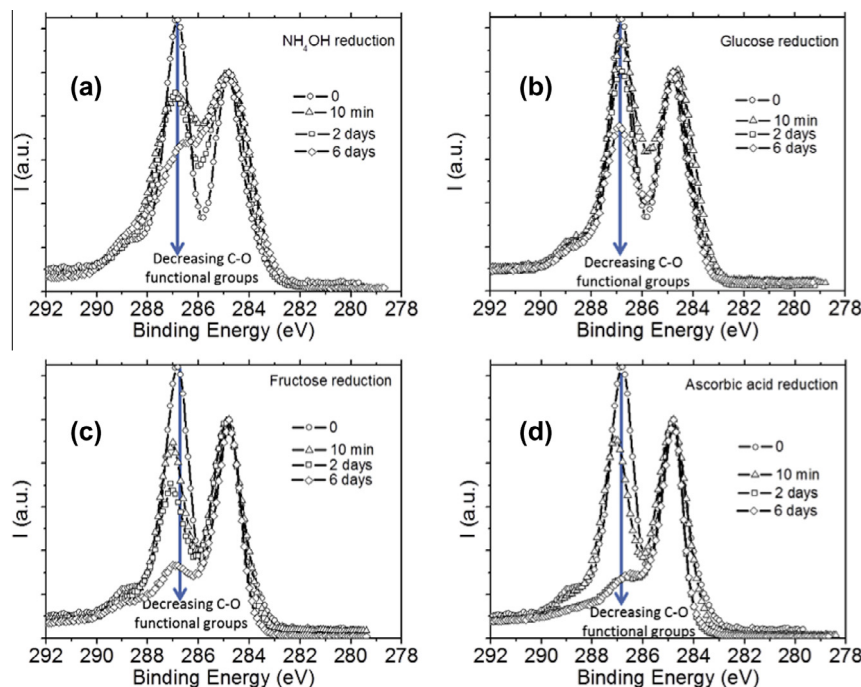 (a)
NH4OH reduction
0
10 min
2 days
6 days
Decreasing C-O
functional groups
I (a.u.)
292 290 288 286 284 282 280 278
Binding Energy (eV)
(b)
Glucose reduction
0
10 min
2 days
6 days
Decreasing C-O
functional groups
I (a.u.)
292 290 288 286 284 282 280 278
Binding Energy (eV)
(c)
Fructose reduction
0
10 min
2 days
6 days
Decreasing C-O
functional groups
I (a.u.)
292 290 288 286 284 282 280 278
Binding Energy (eV)
(d)
Ascorbic acid reduction
0
10 min
2 days
6 days
Decreasing C-O
functional groups
I (a.u.)
292 290 288 286 284 282 280 278
Binding Energy (eV)